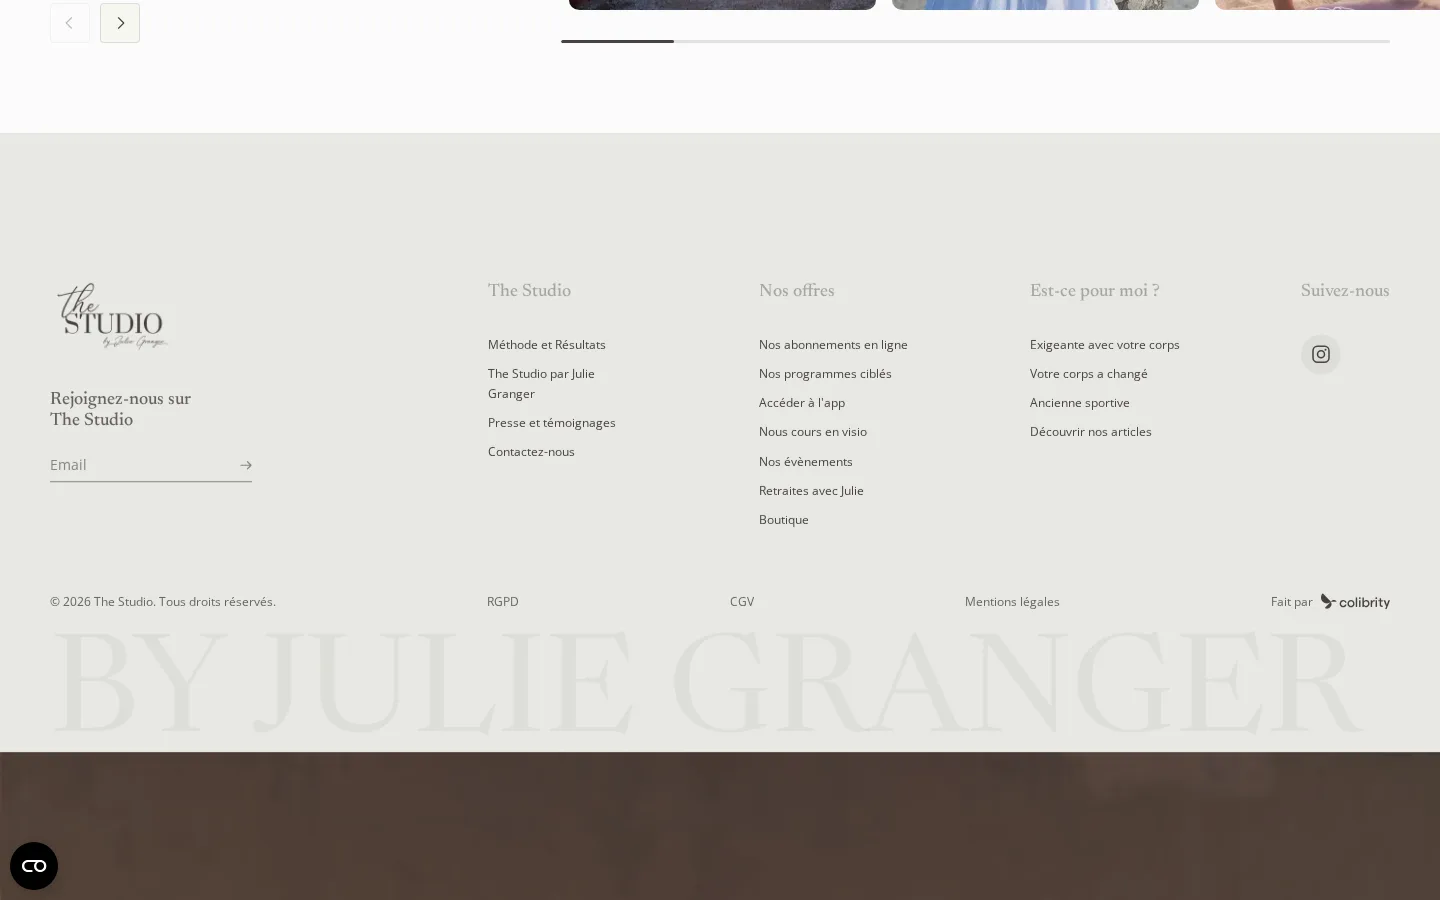 the
STUDIO
by Julie Granger
Rejoignez-nous sur
The Studio
Email
The Studio
Méthode et Résultats
The Studio par Julie
Granger
Presse et témoignages
Contactez-nous
Nos offres
Nos abonnements en ligne
Nos programmes ciblés
Accéder à l'app
Nous cours en visio
Nos évènements
Retraites avec Julie
Boutique
Est-ce pour moi ?
Exigeante avec votre corps
Votre corps a changé
Ancienne sportive
Découvrir nos articles
Suivez-nous
© 2026 The Studio. Tous droits réservés.
RGPD
CGV
Mentions légales
Fait par colibrity
BY JULIE GRANGER